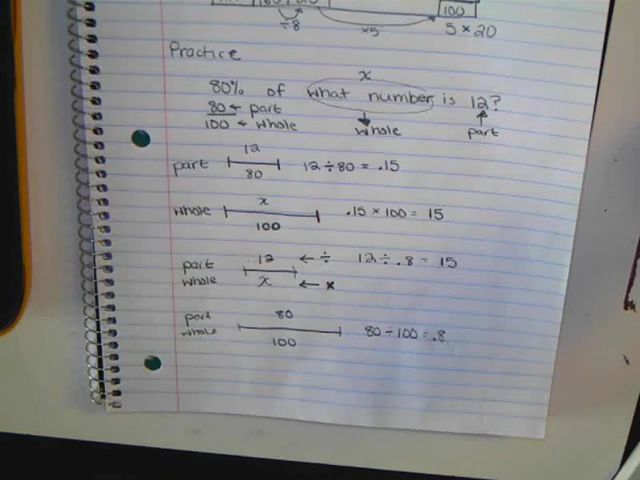 100
÷8 ×5 5 × 20
Practice
x
80% of what number is 12?
80 ← part
100 ← whole whole part
12
part 12 ÷ 80 = .15
80
x
whole .15 × 100 = 15
100
part 12 ← ÷ 12 ÷ .8 = 15
whole x ← ×
part 80
whole 80 ÷ 100 = .8
100